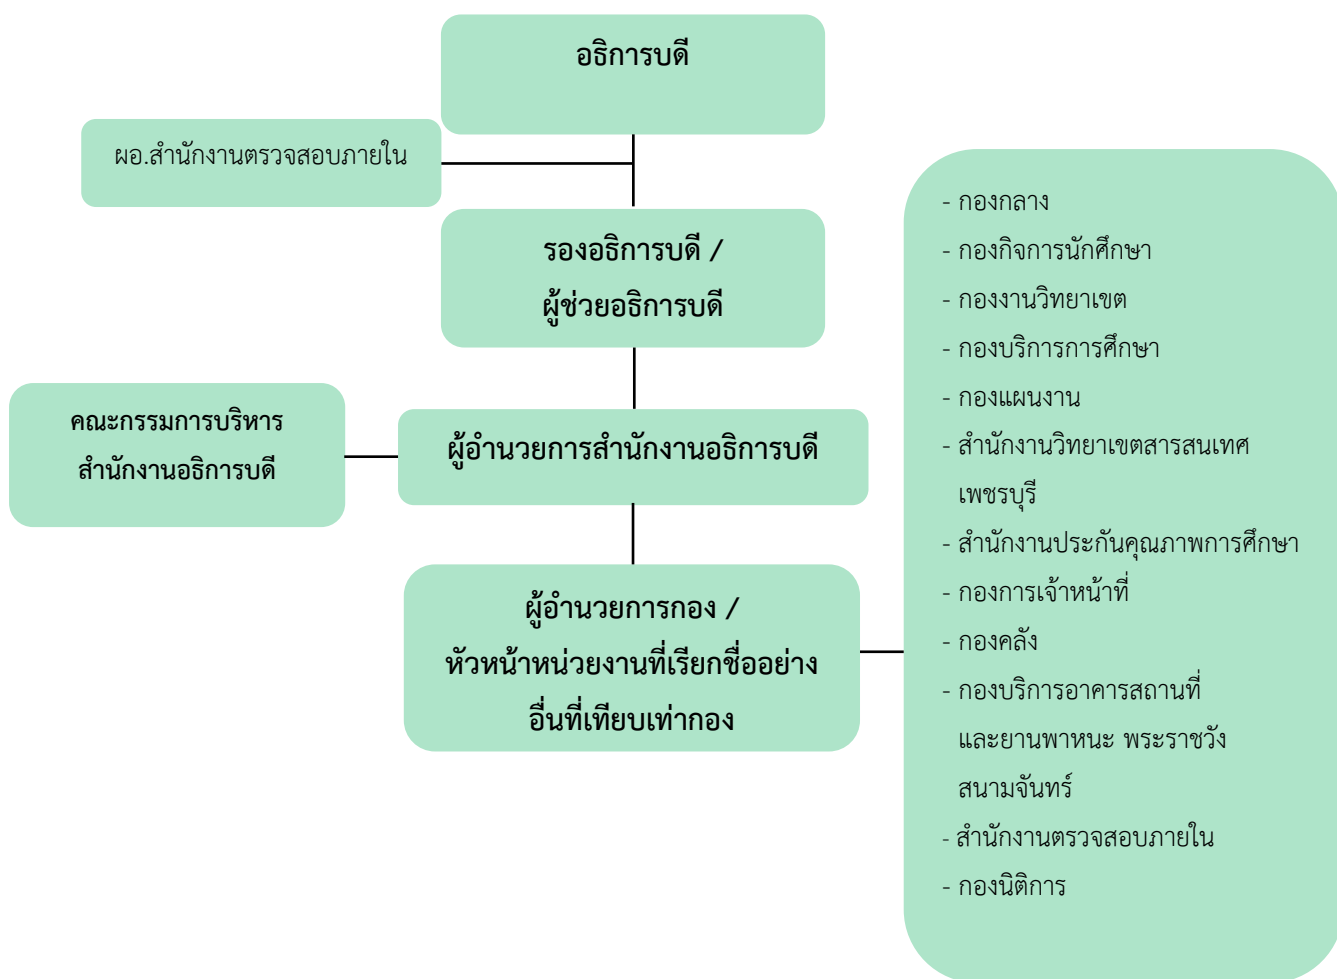 อธิการบดี
ผอ.สำนักงานตรวจสอบภายใน
รองอธิการบดี /
ผู้ช่วยอธิการบดี
คณะกรรมการบริหาร
สำนักงานอธิการบดี
ผู้อำนวยการสำนักงานอธิการบดี
ผู้อำนวยการกอง /
หัวหน้าหน่วยงานที่เรียกชื่ออย่าง
อื่นที่เทียบเท่ากอง
- กองกลาง
- กองกิจการนักศึกษา
- กองงานวิทยาเขต
- กองบริการการศึกษา
- กองแผนงาน
- สำนักงานวิทยาเขตสารสนเทศ
เพชรบุรี
- สำนักงานประกันคุณภาพการศึกษา
- กองการเจ้าหน้าที่
- กองคลัง
- กองบริการอาคารสถานที่
และยานพาหนะ พระราชวัง
สนามจันทร์
- สำนักงานตรวจสอบภายใน
- กองนิติการ